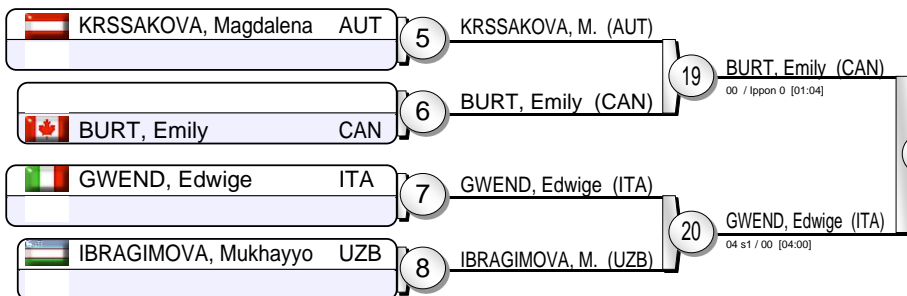 KRSSAKOVA, Magdalena AUT
5
KRSSAKOVA, M. (AUT)
19
BURT, Emily (CAN)
00 / Ippon 0 [01:04]
6
BURT, Emily (CAN)
BURT, Emily CAN
GWEND, Edwige ITA
7
GWEND, Edwige (ITA)
20
GWEND, Edwige (ITA)
04 s1 / 00 [04:00]
IBRAGIMOVA, Mukhayyo UZB
8
IBRAGIMOVA, M. (UZB)